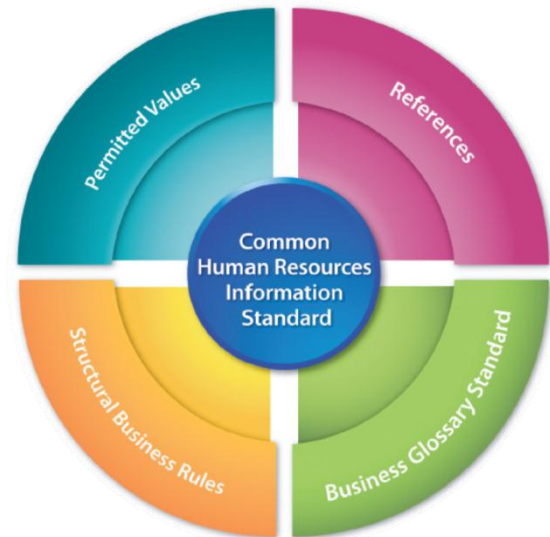 Permitted Values
References
Common
Human Resources
Information
Standard
Structural Business Rules
Business Glossary Standard